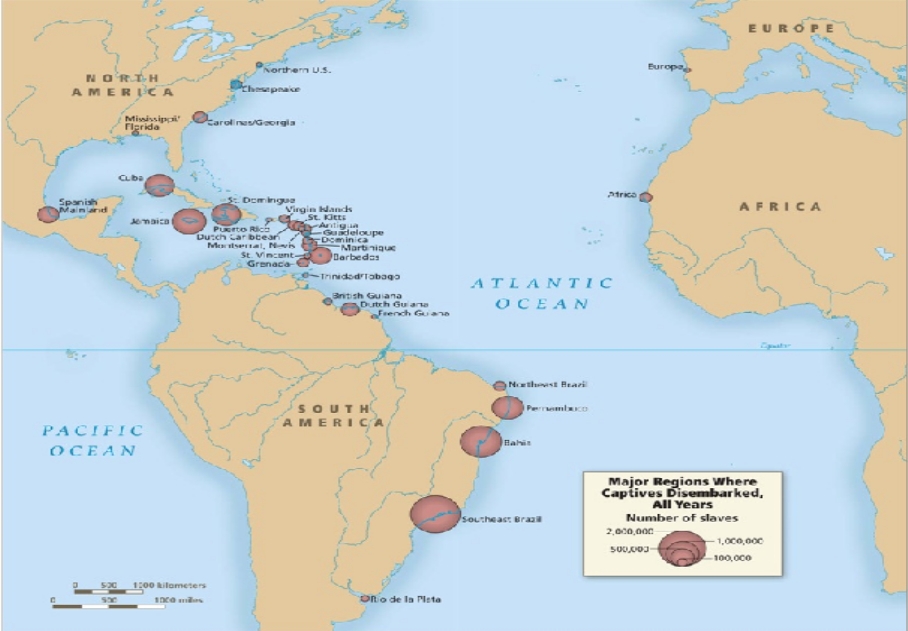 EUROPE
Europe
Northern U.S.
NORTH
AMERICA
Chesapeake
Mississippi/
Florida
Carolinas/Georgia
Cuba
Spanish
Mainland
St. Domingue
Jamaica
Puerto Rico
Virgin Islands
St. Kitts
Antigua
Dutch Caribbean
Guadeloupe
Montserrat, Nevis
Dominica
Martinique
St. Vincent
Barbedos
Grenada
Trinidad/Tobago
Africa
AFRICA
ATLANTIC
OCEAN
British Guiana
Dutch Guiana
French Guiana
Equator
Northeast Brazil
SOUTH
AMERICA
Pernambuco
PACIFIC
OCEAN
Bahia
Southeast Brazil
Major Regions Where
Captives Disembarked,
All Years
Number of slaves
2,000,000
1,000,000
500,000
100,000
0 500 1000 kilometers
0 500 1000 miles
Rio de la Plata